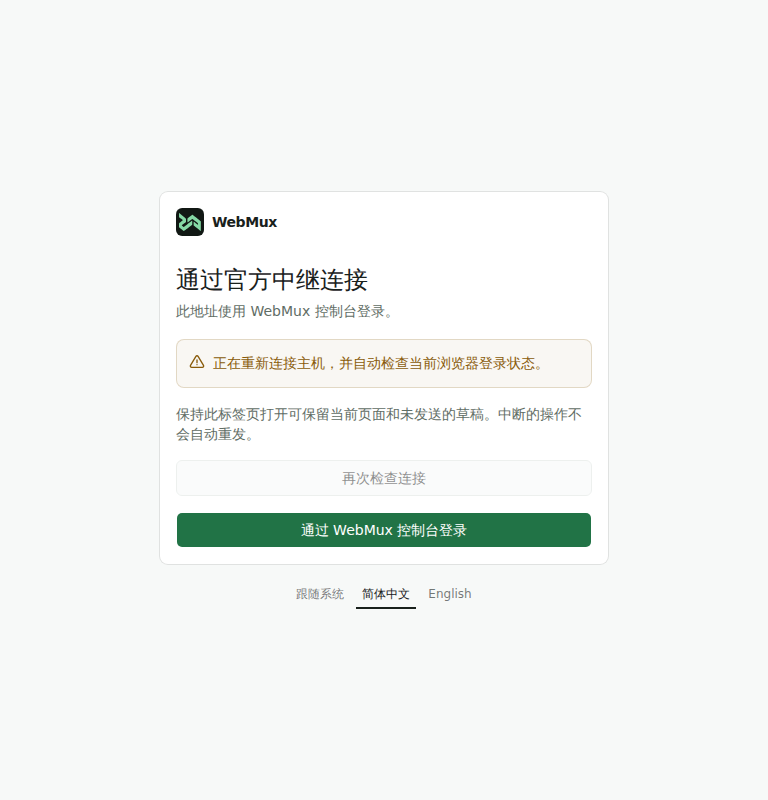 WebMux
通过官方中继连接
此地址使用 WebMux 控制台登录。
正在重新连接主机，并自动检查当前浏览器登录状态。
保持此标签页打开可保留当前页面和未发送的草稿。中断的操作不
会自动重发。
再次检查连接
通过 WebMux 控制台登录
跟随系统 简体中文 English